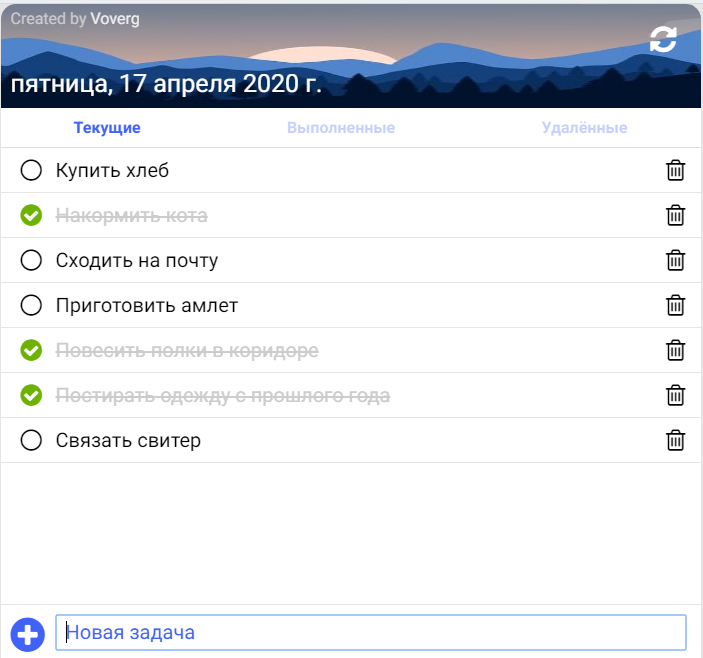 Created by Voverg
пятница, 17 апреля 2020 г.
Текущие Выполненные Удалённые
Купить хлеб
Накормить кота
Сходить на почту
Приготовить амлет
Повесить полки в коридоре
Постирать одежду с прошлого года
Связать свитер
Новая задача